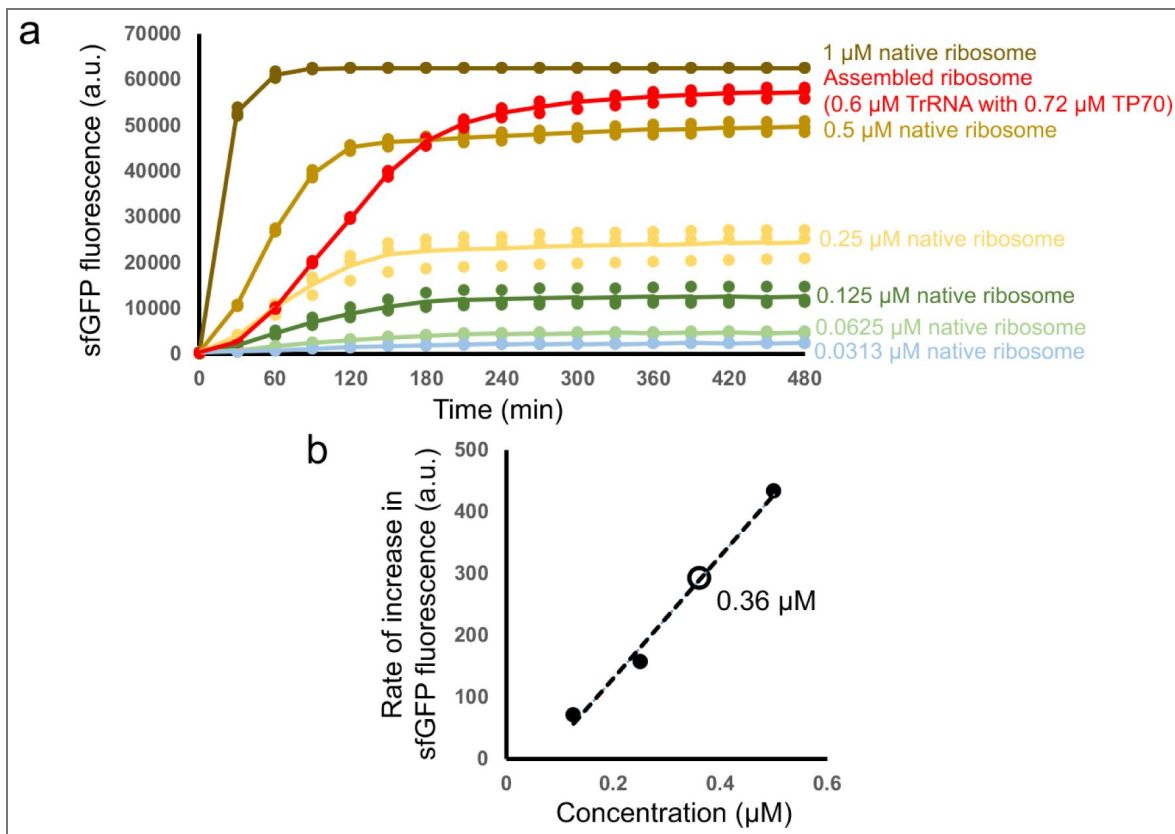 a
sfGFP fluorescence (a.u.)
70000
60000
50000
40000
30000
20000
10000
0
0 60 120 180 240 300 360 420 480
Time (min)
1 µM native ribosome
Assembled ribosome
(0.6 µM TrRNA with 0.72 µM TP70)
0.5 µM native ribosome
0.25 µM native ribosome
0.125 µM native ribosome
0.0625 µM native ribosome
0.0313 µM native ribosome
b
Rate of increase in
sfGFP fluorescence (a.u.)
500
400
300
200
100
0
0.36 µM
0 0.2 0.4 0.6
Concentration (µM)